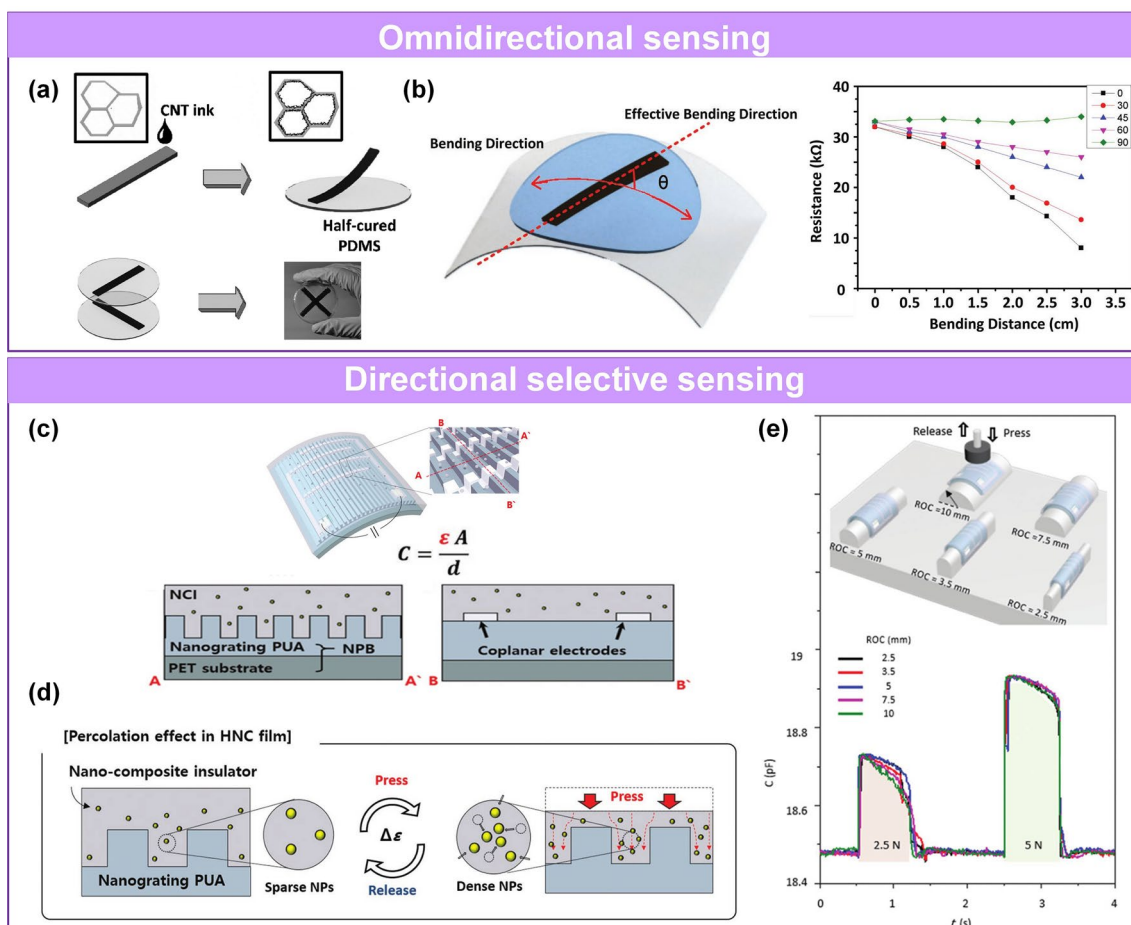 Omnidirectional sensing
(a)
CNT ink
Half-cured
PDMS
(b)
Bending Direction
Effective Bending Direction
θ
Resistance (kΩ)
40
30
20
10
0
0
0.5
1.0
1.5
2.0
2.5
3.0
3.5
Bending Distance (cm)
0
30
45
60
90
Directional selective sensing
(c)
B
A`
A
B`
C = εA/d
NCI
Nanograting PUA
NPB
PET substrate
A
A`
Coplanar electrodes
B
B`
(d)
[Percolation effect in HNC film]
Nano-composite insulator
Nanograting PUA
Sparse NPs
Press
Δε
Release
Dense NPs
Press
(e)
Release
Press
ROC =10 mm
ROC =7.5 mm
ROC = 5 mm
ROC = 3.5 mm
ROC = 2.5 mm
ROC (mm)
2.5
3.5
5
7.5
10
C (pF)
19
18.8
18.6
18.4
2.5 N
5 N
0
1
2
3
4
t (s)